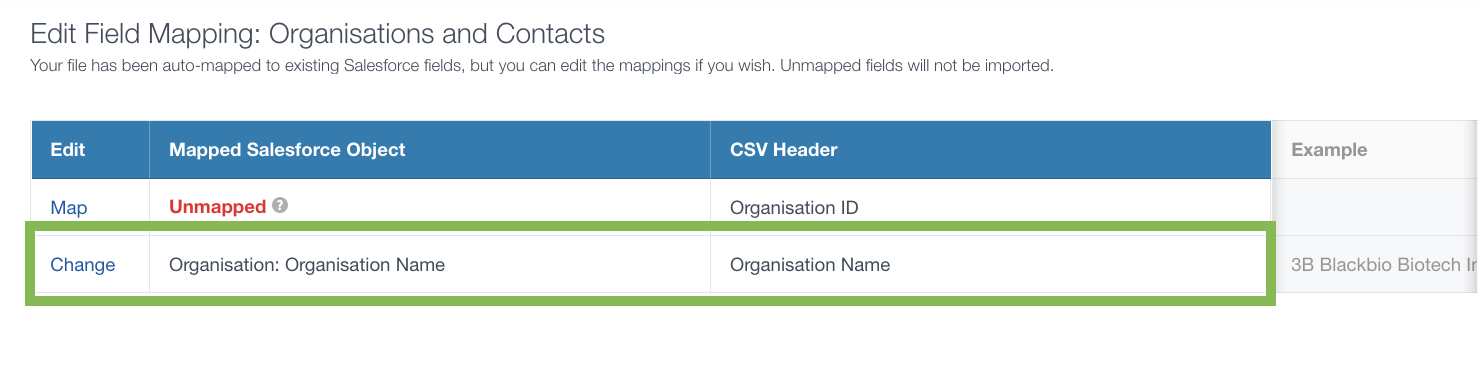 Edit Field Mapping: Organisations and Contacts
Your file has been auto-mapped to existing Salesforce fields, but you can edit the mappings if you wish. Unmapped fields will not be imported.
Edit Mapped Salesforce Object CSV Header Example
Map Unmapped ? Organisation ID
Change Organisation: Organisation Name Organisation Name 3B Blackbio Biotech